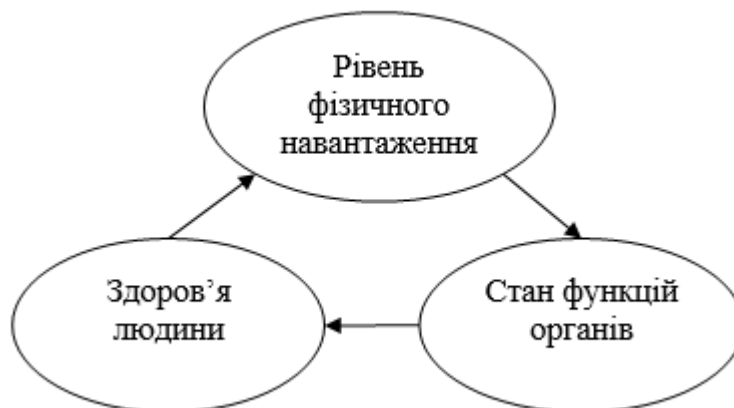 Рівень
фізичного
навантаження
Здоров’я
людини
Стан функцій
органів